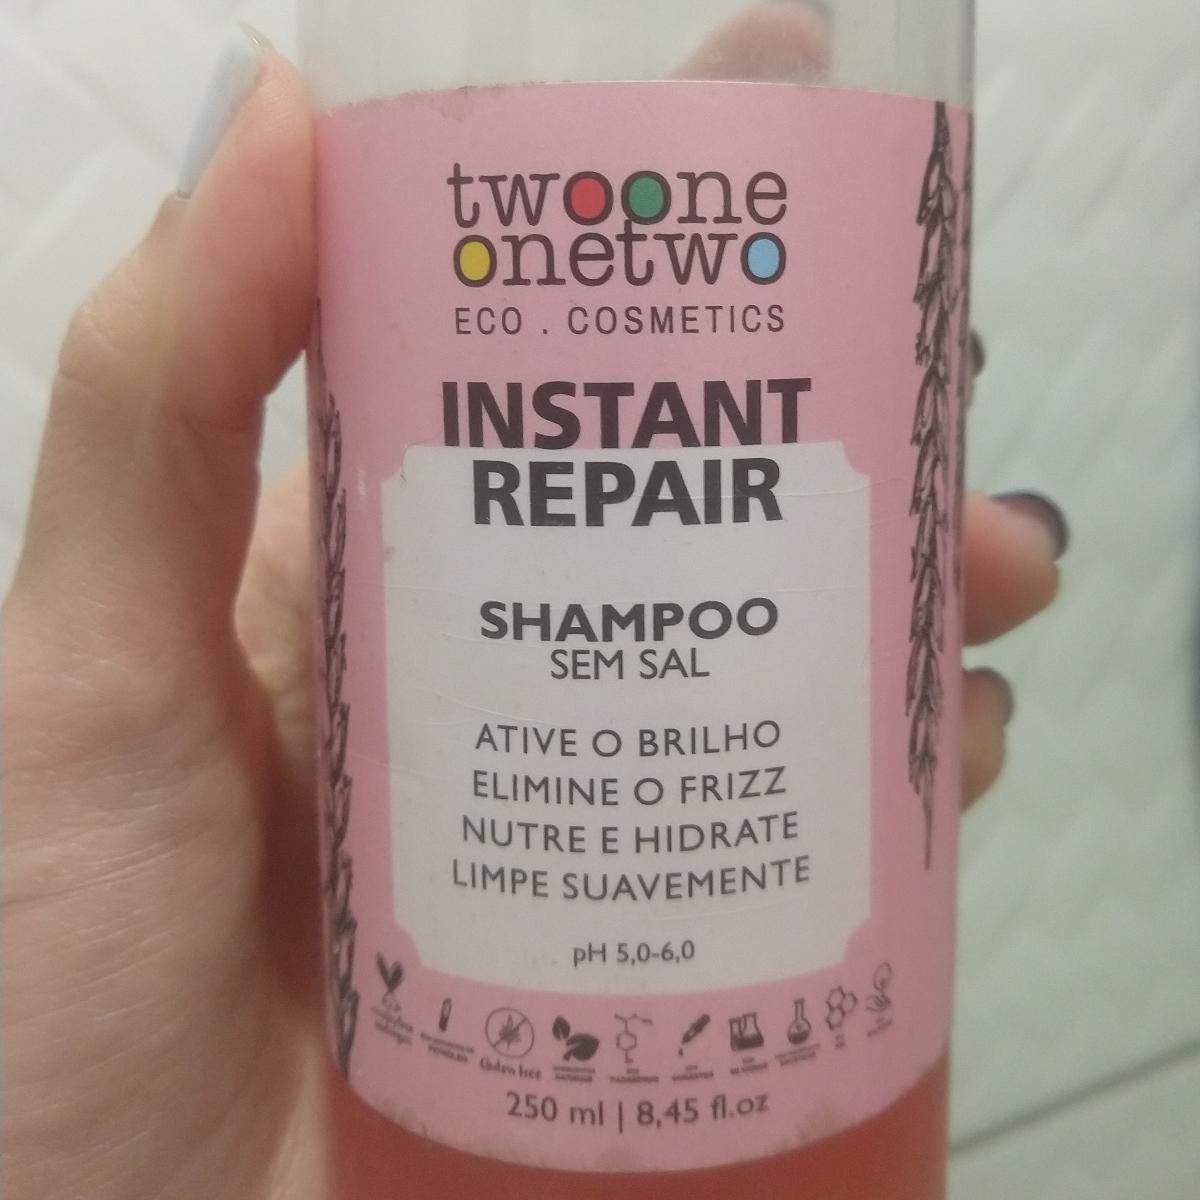 twoone
onetwo
ECO . COSMETICS
INSTANT
REPAIR
SHAMPOO
SEM SAL
ATIVE O BRILHO
ELIMINE O FRIZZ
NUTRE E HIDRATE
LIMPE SUAVEMENTE
pH 5,0-6,0
Gluten free
250 ml | 8,45 fl.oz